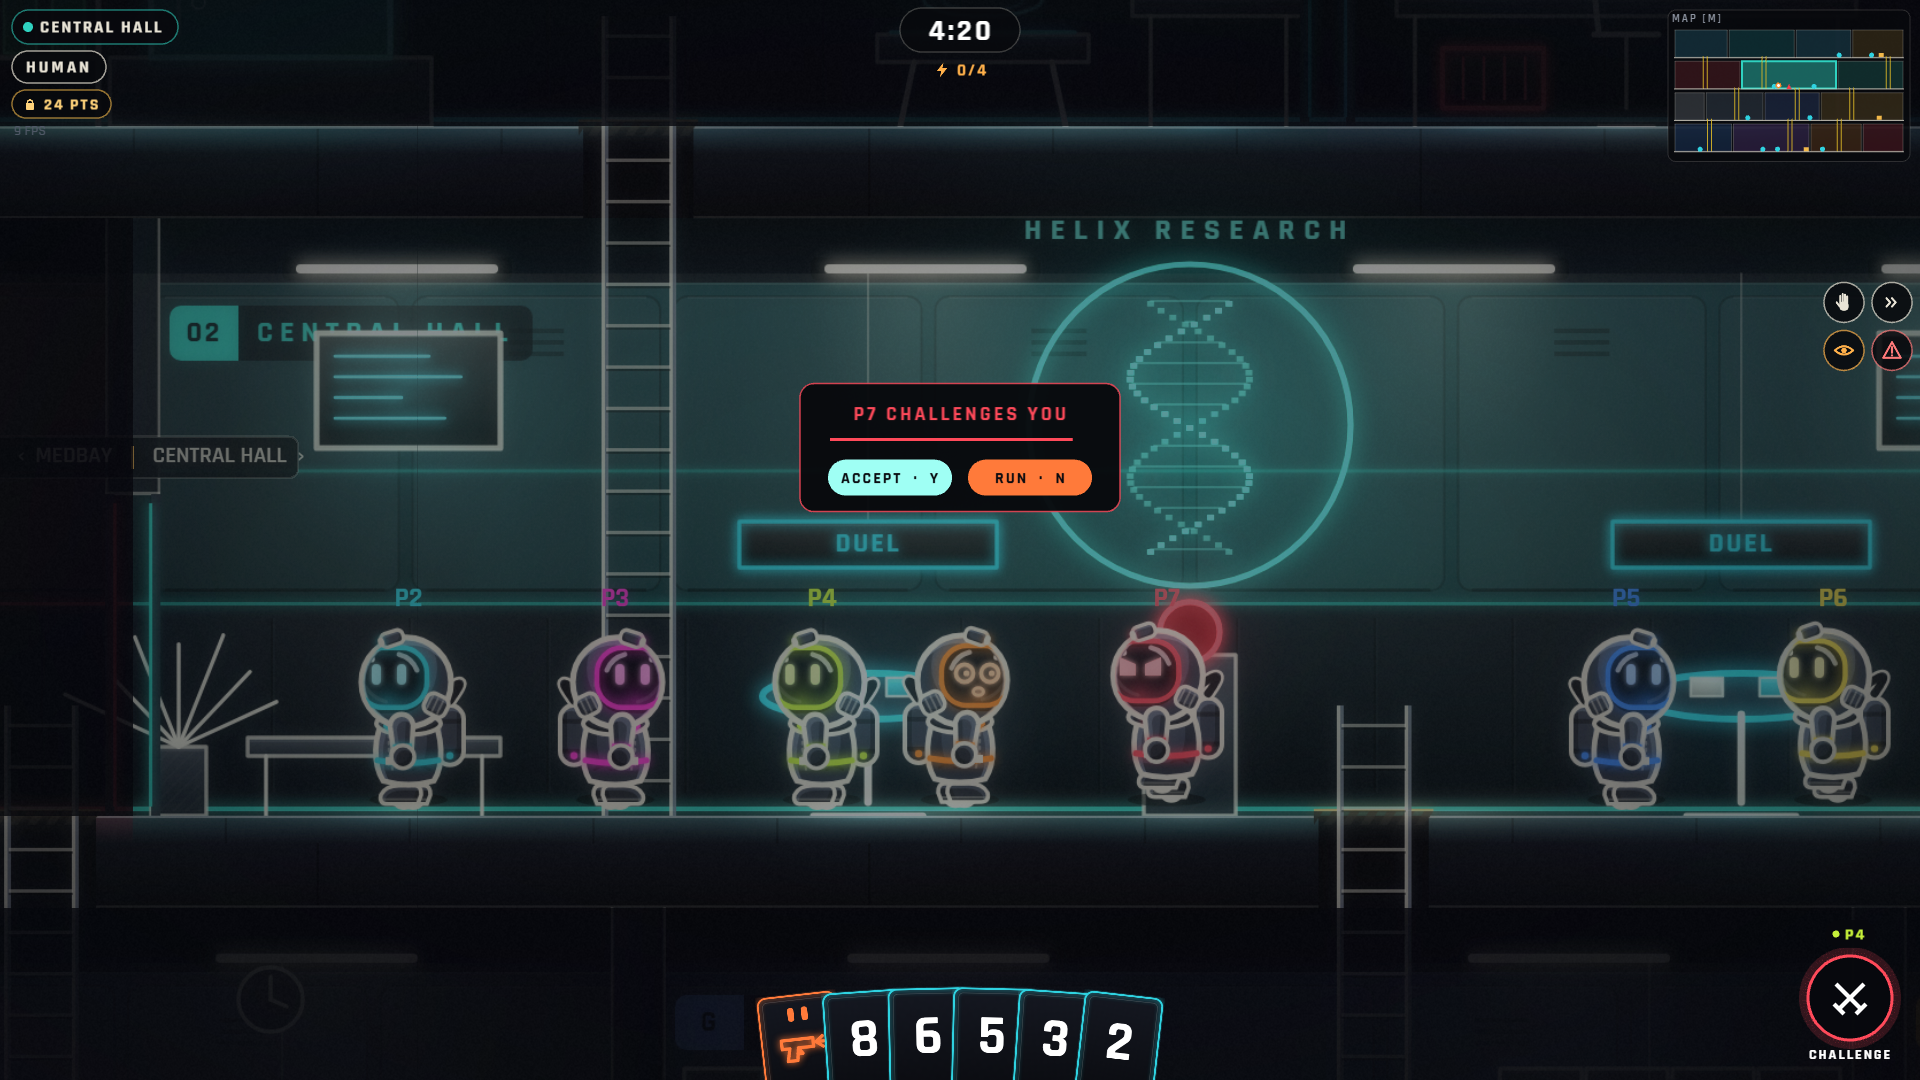 CENTRAL HALL
HUMAN
24 PTS
9 FPS
4:20
0/4
MAP [M]
HELIX RESEARCH
02 CENTRAL HALL
P7 CHALLENGES YOU
ACCEPT · Y
RUN · N
‹ MEDBAY | CENTRAL HALL ›
DUEL
DUEL
P2
P3
P4
P7
P5
P6
P4
CHALLENGE
G
8
6
5
3
2